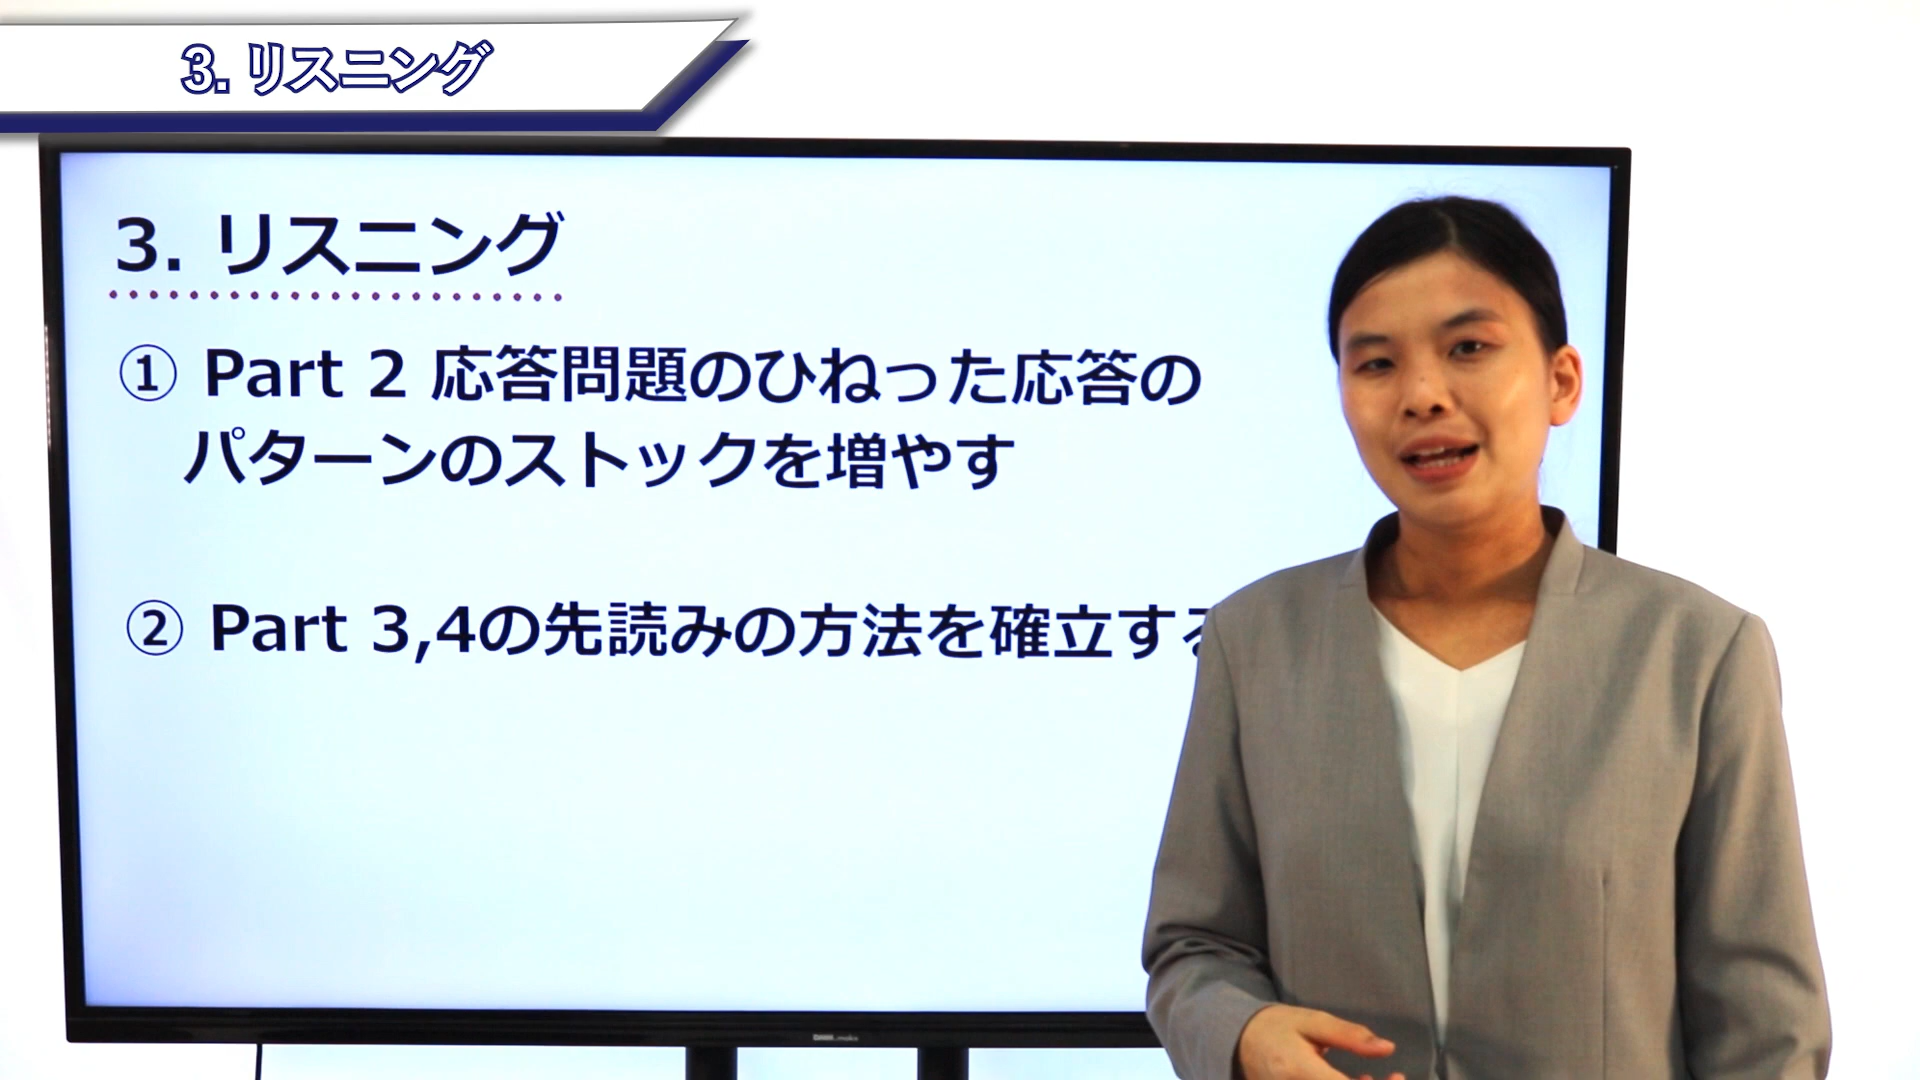 3. リスニング
3. リスニング
① Part 2 応答問題のひねった応答の
パターンのストックを増やす
② Part 3,4の先読みの方法を確立する